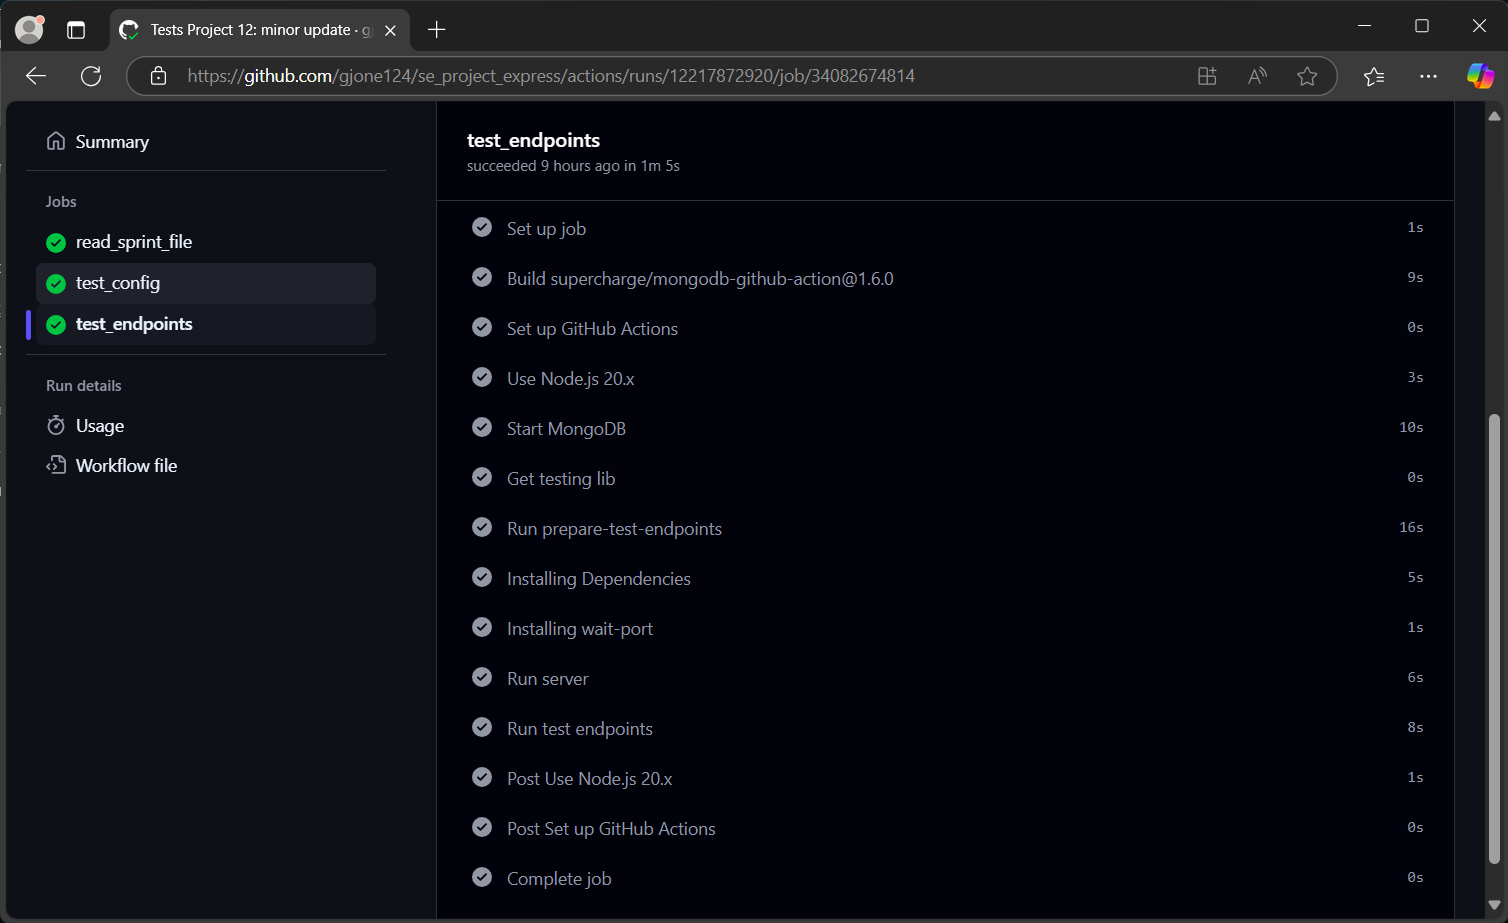 Tests Project 12: minor update · gj
https://github.com/gjone124/se_project_express/actions/runs/12217872920/job/34082674814
Summary
Jobs
read_sprint_file
test_config
test_endpoints
Run details
Usage
Workflow file
test_endpoints
succeeded 9 hours ago in 1m 5s
Set up job 1s
Build supercharge/mongodb-github-action@1.6.0 9s
Set up GitHub Actions 0s
Use Node.js 20.x 3s
Start MongoDB 10s
Get testing lib 0s
Run prepare-test-endpoints 16s
Installing Dependencies 5s
Installing wait-port 1s
Run server 6s
Run test endpoints 8s
Post Use Node.js 20.x 1s
Post Set up GitHub Actions 0s
Complete job 0s